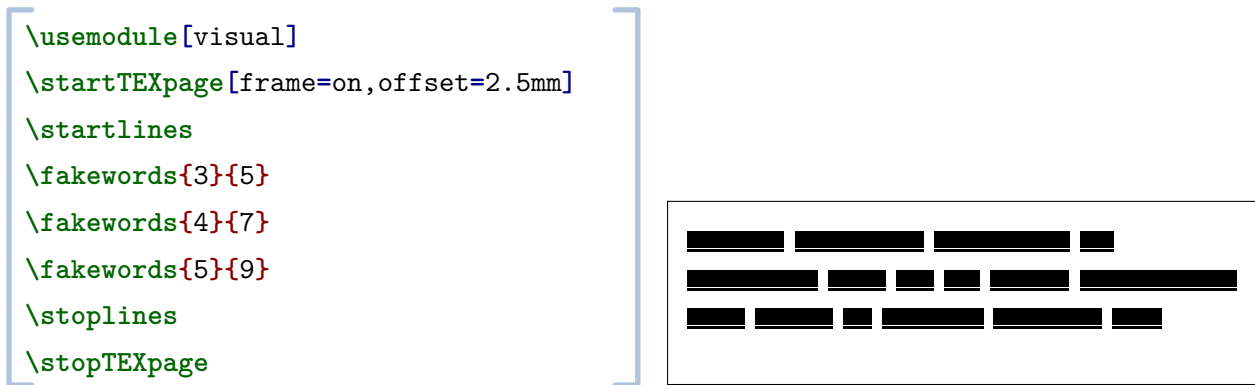 \usemodule[visual]
\startTEXpage[frame=on,offset=2.5mm]
\startlines
\fakewords{3}{5}
\fakewords{4}{7}
\fakewords{5}{9}
\stoplines
\stopTEXpage